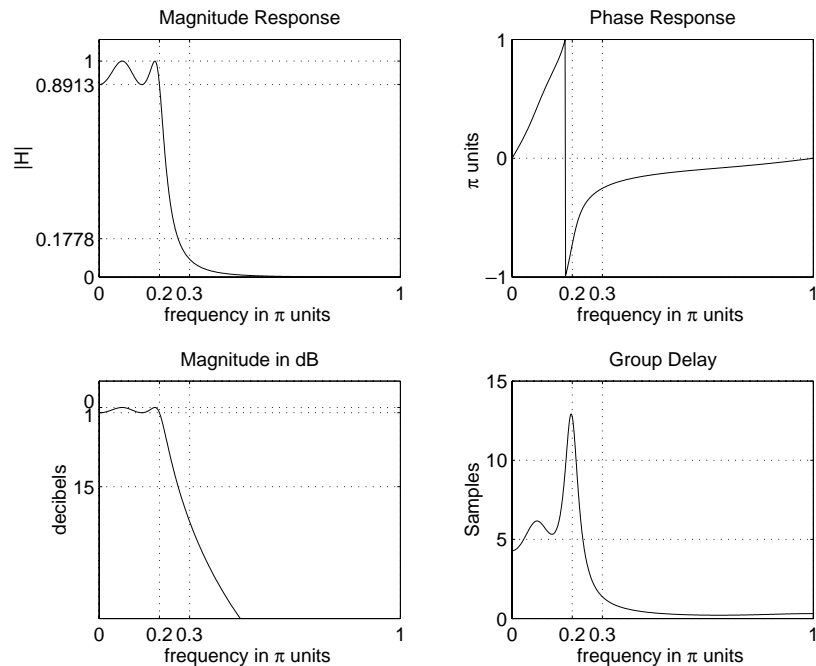 Magnitude Response
1
0.8913
|H|
0.1778
0
0
0.2
0.3
1
frequency in π units
Phase Response
1
π units
0
−1
0
0.2
0.3
1
frequency in π units
Magnitude in dB
0
1
decibels
15
0
0.2
0.3
1
frequency in π units
Group Delay
15
10
Samples
5
0
0
0.2
0.3
1
frequency in π units